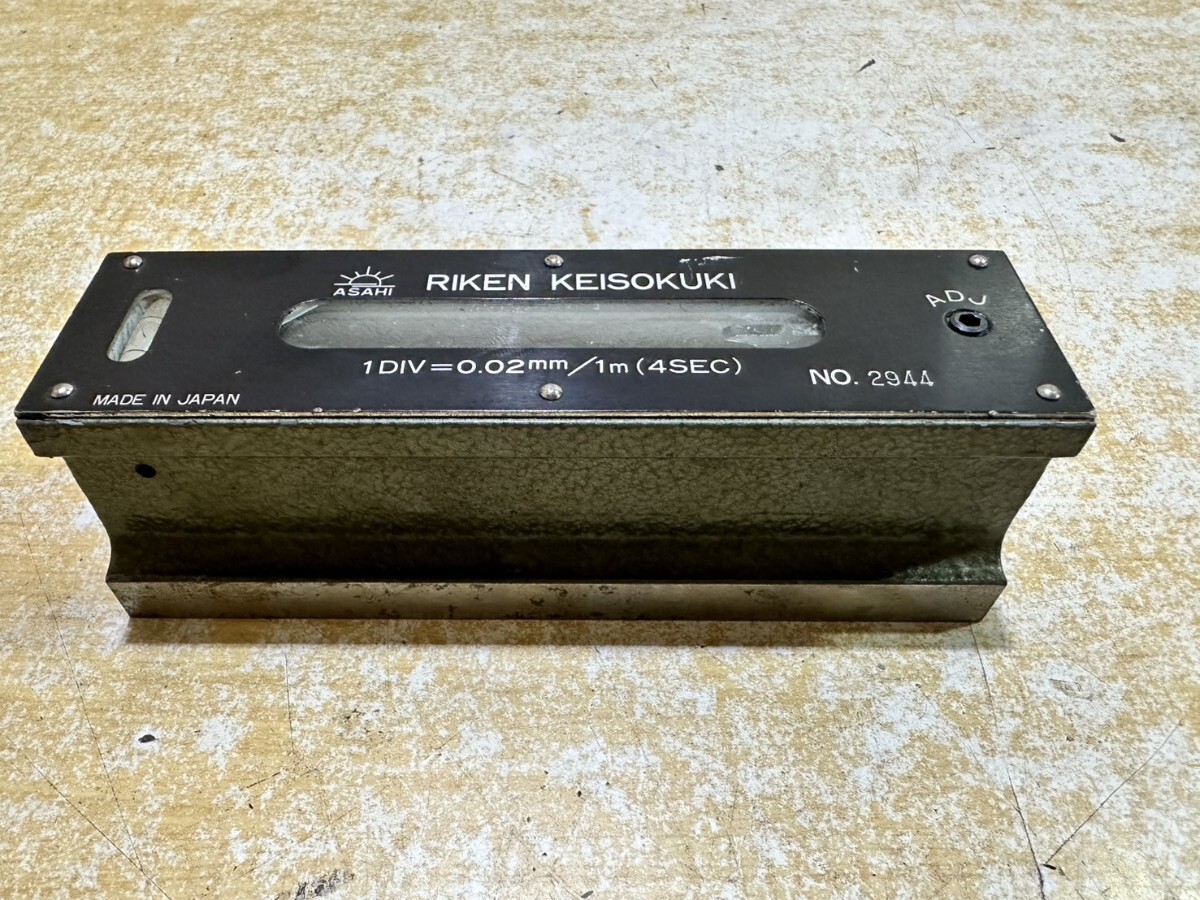 ASAHI
RIKEN KEISOKUKI
ADJ
1DIV=0.02mm/1m(4SEC)
NO. 2944
MADE IN JAPAN